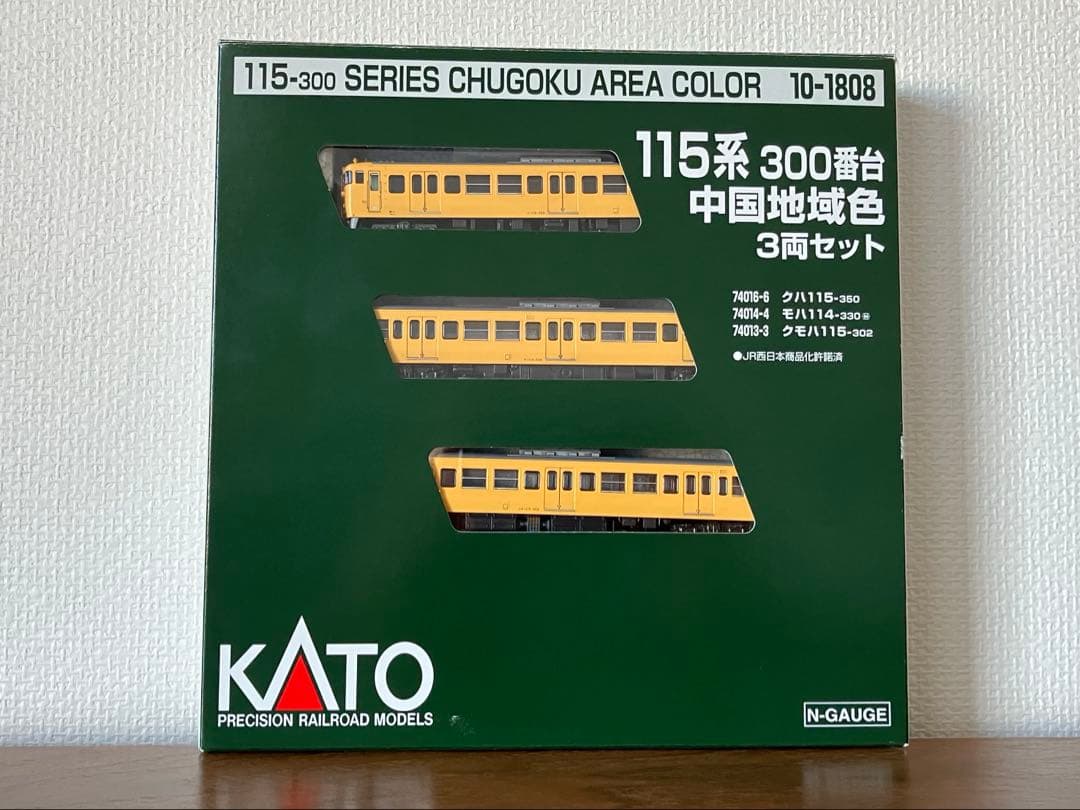 115-300 SERIES CHUGOKU AREA COLOR 10-1808
115系 300番台
中国地域色
3両セット
74016-6 クハ115-350
74014-4 モハ114-330 Ⓜ
74013-3 クモハ115-302
●JR西日本商品化許諾済
KATO
PRECISION RAILROAD MODELS
N-GAUGE